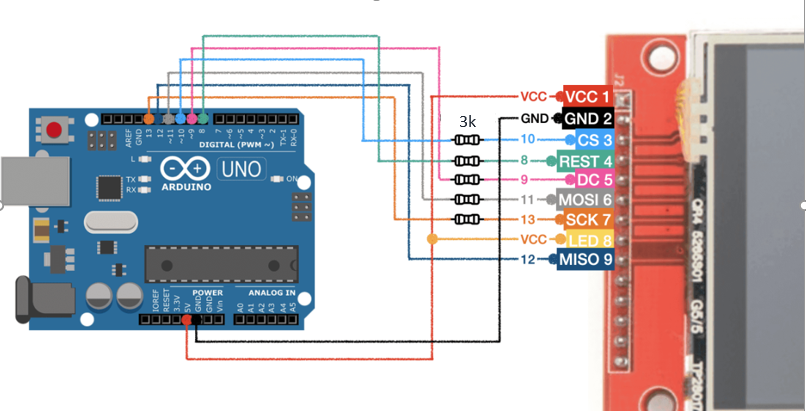 J2
VCC VCC 1
GND GND 2
3k
10 CS 3
8 REST 4
9 DC 5
11 MOSI 6
13 SCK 7
VCC LED 8
12 MISO 9
AREF
GND
13
12
~11
~10
~9
8
7
~6
~5
4
~3
2
TX-1
RX-0
DIGITAL (PWM ~)
L
TX
RX
UNO
ARDUINO
ON
POWER
ANALOG IN
IOREF
RESET
3.3V
5V
GND
GND
Vin
A0
A1
A2
A3
A4
A5
G5/5